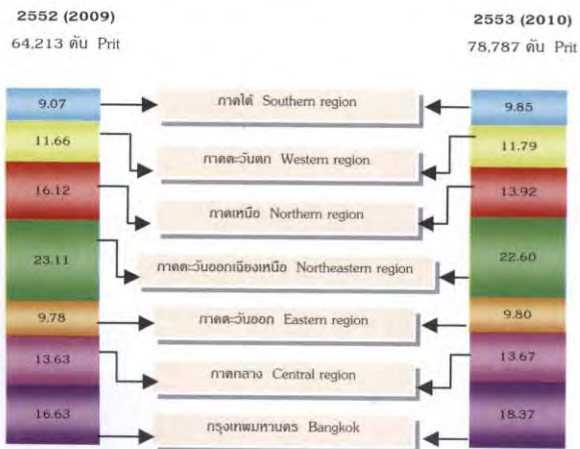 2552 (2009)
64,213 คัน Prit
2553 (2010)
78,787 คัน Prit
9.07
ภาคใต้ Southern region
9.85
11.66
ภาคตะวันตก Western region
11.79
16.12
ภาคเหนือ Northern region
13.92
23.11
ภาคตะวันออกเฉียงเหนือ Northeastern region
22.60
9.78
ภาคตะวันออก Eastern region
9.80
13.63
ภาคกลาง Central region
13.67
16.63
กรุงเทพมหานคร Bangkok
18.37